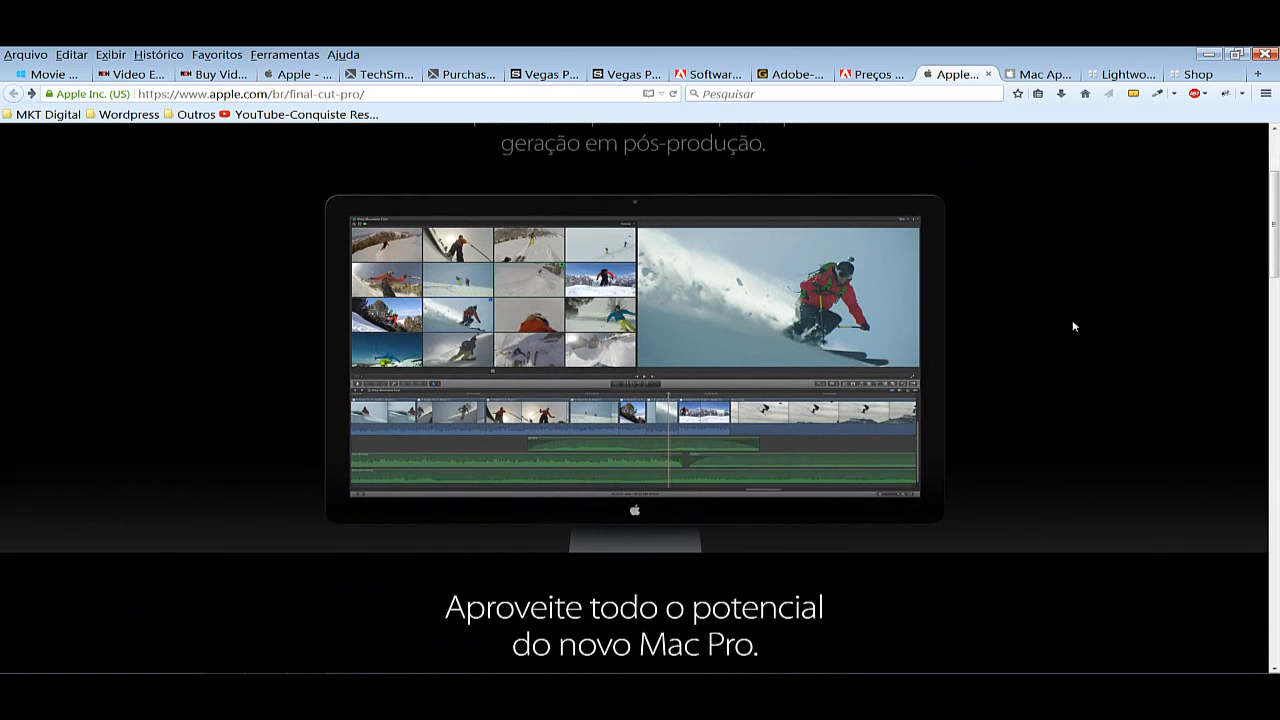 Arquivo Editar Exibir Histórico Favoritos Ferramentas Ajuda
Movie ... Video E... Buy Vid... Apple - ... TechSm... Purchas... Vegas P... Vegas P... Softwar... Adobe-... Preços ... Apple... Mac Ap... Lightwo... Shop
Apple Inc. (US) https://www.apple.com/br/final-cut-pro/ Pesquisar
MKT Digital Wordpress Outros YouTube-Conquiste Res...
geração em pós-produção.
Aproveite todo o potencial
do novo Mac Pro.